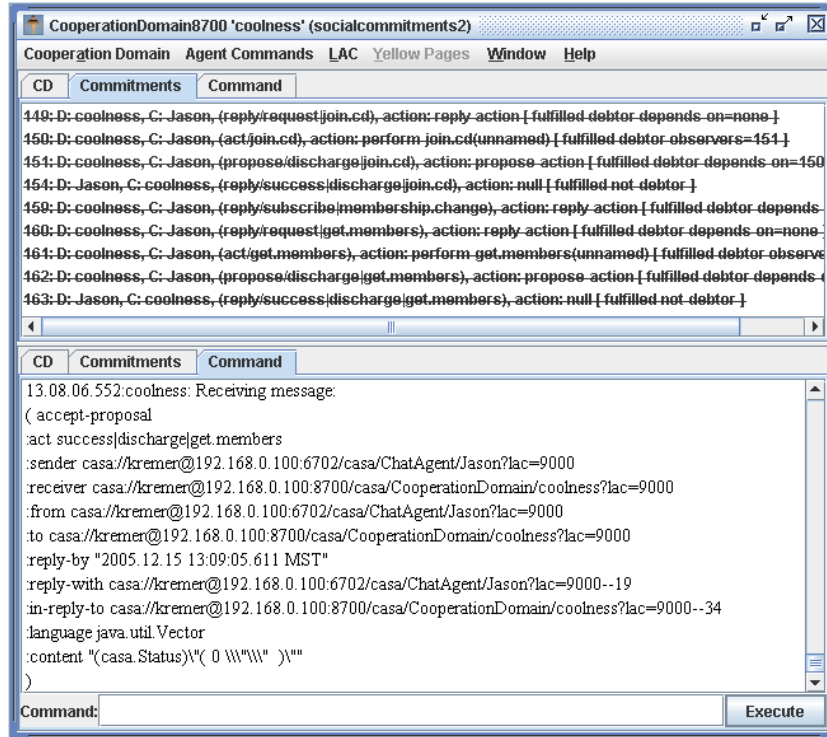 CooperationDomain8700 'coolness' (socialcommitments2)
Cooperation Domain Agent Commands LAC Yellow Pages Window Help
CD Commitments Command
149: D: coolness, C: Jason, (reply/request|join.cd), action: reply action [ fulfilled debtor depends on=none ]
150: D: coolness, C: Jason, (act/join.cd), action: perform join.cd(unnamed) [ fulfilled debtor observers=151 ]
151: D: coolness, C: Jason, (propose/discharge|join.cd), action: propose action [ fulfilled debtor depends on=150
154: D: Jason, C: coolness, (reply/success|discharge|join.cd), action: null [ fulfilled not debtor ]
159: D: coolness, C: Jason, (reply/subscribe|membership.change), action: reply action [ fulfilled debtor depends
160: D: coolness, C: Jason, (reply/request|get.members), action: reply action [ fulfilled debtor depends on=none ]
161: D: coolness, C: Jason, (act/get.members), action: perform get.members(unnamed) [ fulfilled debtor observe
162: D: coolness, C: Jason, (propose/discharge|get.members), action: propose action [ fulfilled debtor depends
163: D: Jason, C: coolness, (reply/success|discharge|get.members), action: null [ fulfilled not debtor ]
CD Commitments Command
13.08.06.552:coolness: Receiving message:
( accept-proposal
:act success|discharge|get.members
:sender casa://kremer@192.168.0.100:6702/casa/ChatAgent/Jason?lac=9000
:receiver casa://kremer@192.168.0.100:8700/casa/CooperationDomain/coolness?lac=9000
:from casa://kremer@192.168.0.100:6702/casa/ChatAgent/Jason?lac=9000
:to casa://kremer@192.168.0.100:8700/casa/CooperationDomain/coolness?lac=9000
:reply-by "2005.12.15 13:09:05.611 MST"
:reply-with casa://kremer@192.168.0.100:6702/casa/ChatAgent/Jason?lac=9000--19
:in-reply-to casa://kremer@192.168.0.100:8700/casa/CooperationDomain/coolness?lac=9000--34
:language java.util.Vector
:content "(casa.Status)\"( 0 \\\"\\\" )\""
)
Command: Execute